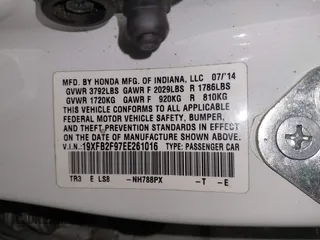 MFD. BY HONDA MFG. OF INDIANA, LLC 07/'14
GVWR 3792LBS GAWR F 2029LBS R 1786LBS
GVWR 1720KG GAWR F 920KG R 810KG
THIS VEHICLE CONFORMS TO ALL APPLICABLE
FEDERAL MOTOR VEHICLE SAFETY, BUMPER,
AND THEFT PREVENTION STANDARDS IN EFFECT
ON THE DATE OF MANUFACTURE SHOWN ABOVE.
V.I.N.: 19XFB2F97EE261016 TYPE: PASSENGER CAR
TR3 E LS8 -NH788PX -T -E